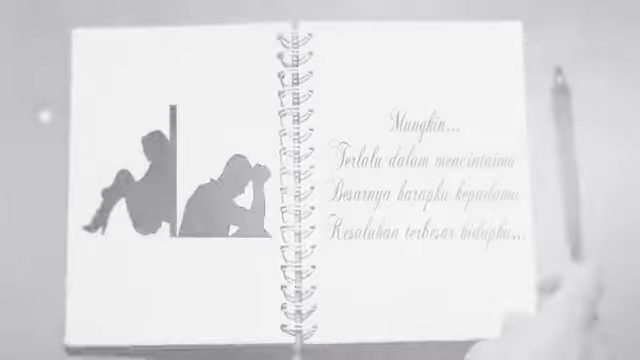 Mungkin...
Terlalu dalam mencintaimu
Besarnya harapku kepadamu
Kesalahan terbesar hidupku...